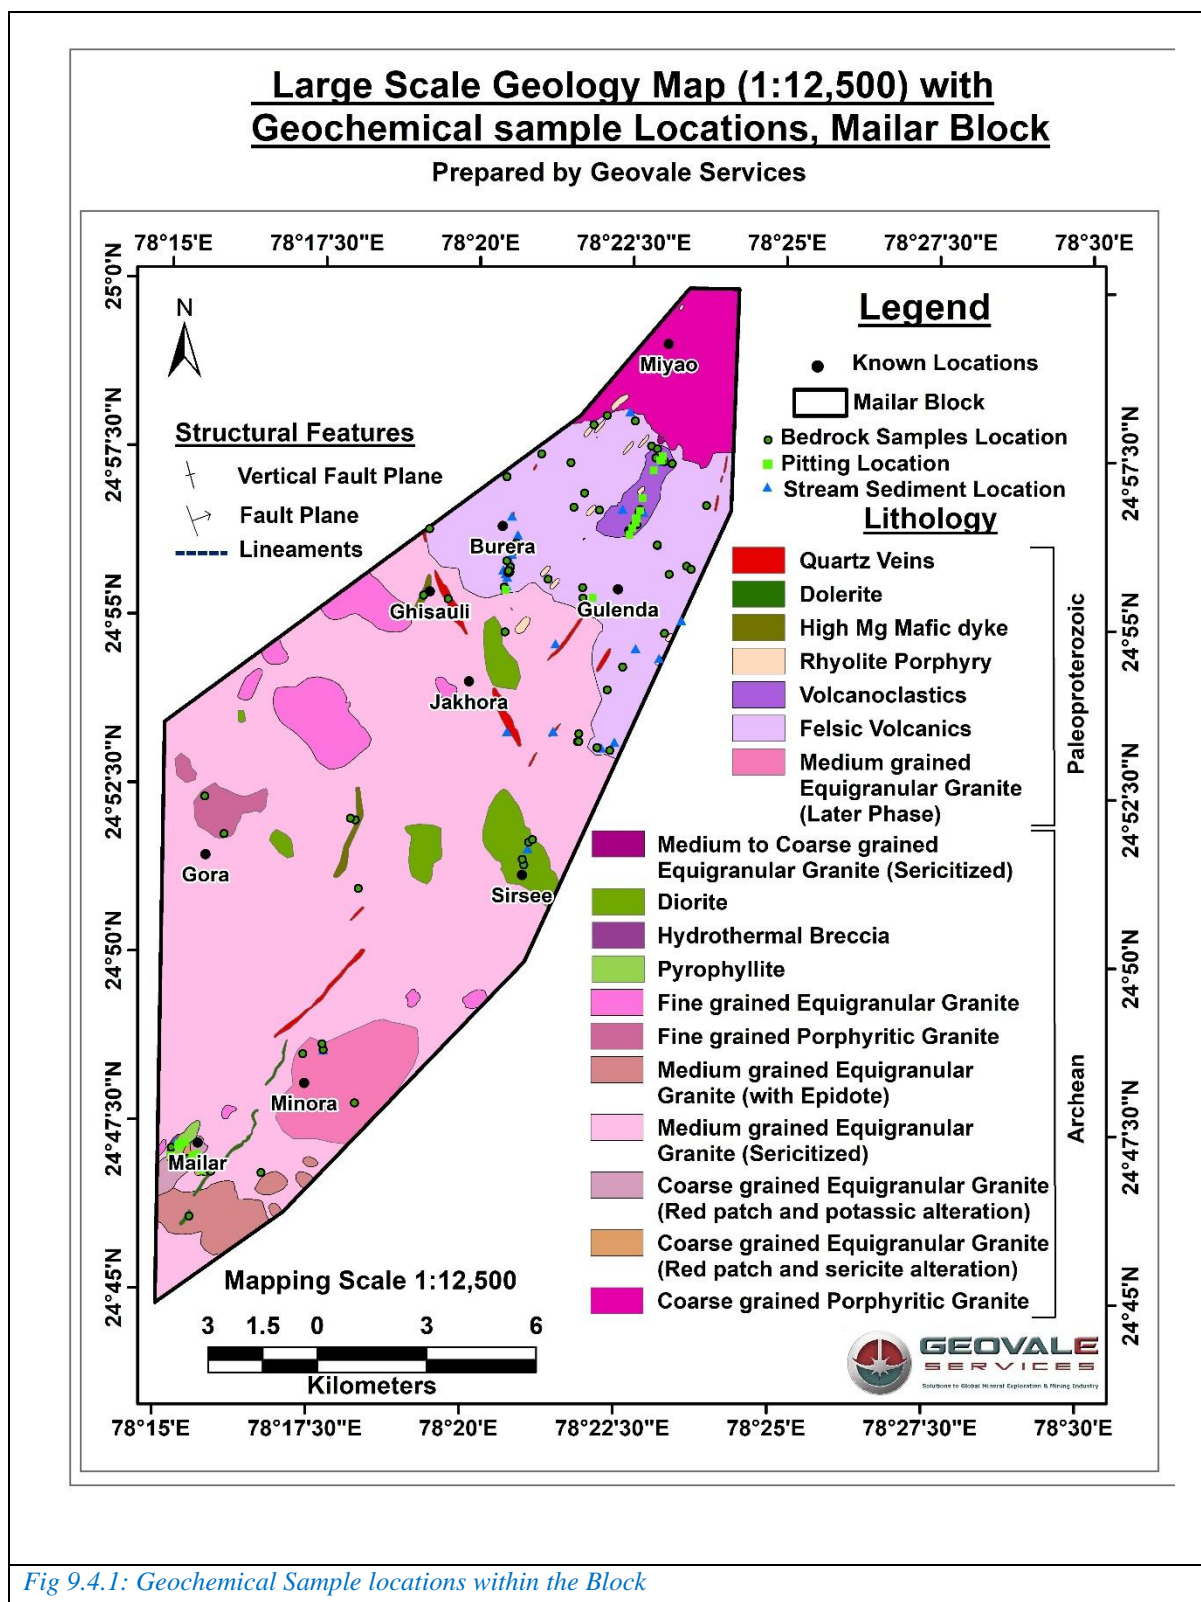 Large Scale Geology Map (1:12,500) with
Geochemical sample Locations, Mailar Block
Prepared by Geovale Services
78°15'E 78°17'30"E 78°20'E 78°22'30"E 78°25'E 78°27'30"E 78°30'E
25°0'N
24°57'30"N
24°55'N
24°52'30"N
24°50'N
24°47'30"N
24°45'N
N
Structural Features
Vertical Fault Plane
Fault Plane
Lineaments
Miyao
Burera
Ghisauli
Gulenda
Jakhora
Gora
Sirsee
Minora
Mailar
Legend
Known Locations
Mailar Block
Bedrock Samples Location
Pitting Location
Stream Sediment Location
Lithology
Quartz Veins
Dolerite
High Mg Mafic dyke
Rhyolite Porphyry
Volcanoclastics
Felsic Volcanics
Medium grained
Equigranular Granite
(Later Phase)
Paleoproterozoic
Medium to Coarse grained
Equigranular Granite (Sericitized)
Diorite
Hydrothermal Breccia
Pyrophyllite
Fine grained Equigranular Granite
Fine grained Porphyritic Granite
Medium grained Equigranular
Granite (with Epidote)
Medium grained Equigranular
Granite (Sericitized)
Coarse grained Equigranular Granite
(Red patch and potassic alteration)
Coarse grained Equigranular Granite
(Red patch and sericite alteration)
Coarse grained Porphyritic Granite
Archean
24°57'30"N
24°55'N
24°52'30"N
24°50'N
24°47'30"N
24°45'N
Mapping Scale 1:12,500
3 1.5 0 3 6
Kilometers
GEOVALE
SERVICES
Solutions to Global Mineral Exploration & Mining Industry
78°15'E 78°17'30"E 78°20'E 78°22'30"E 78°25'E 78°27'30"E 78°30'E
Fig 9.4.1: Geochemical Sample locations within the Block